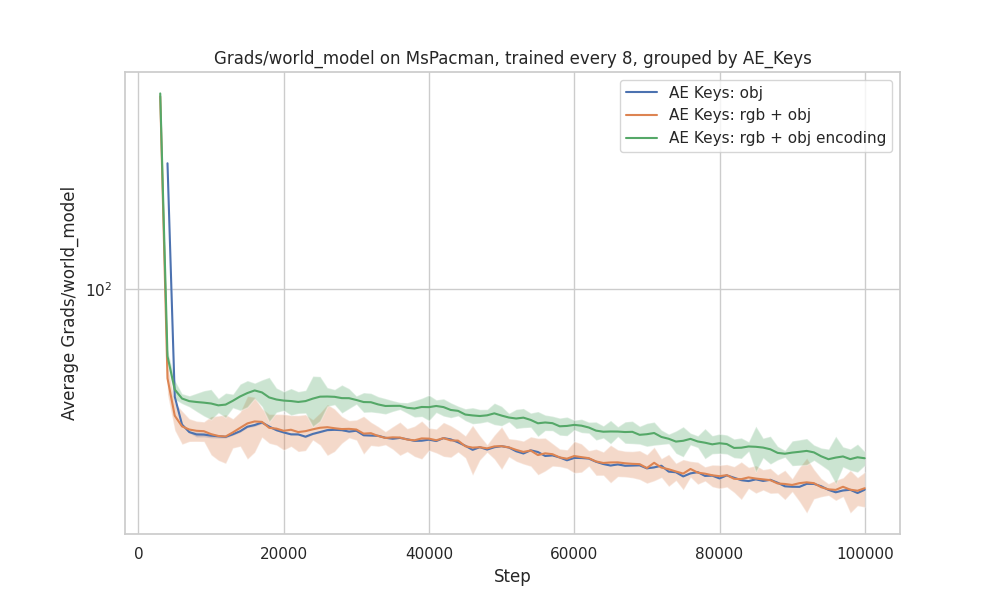 Grads/world_model on MsPacman, trained every 8, grouped by AE_Keys
AE Keys: obj
AE Keys: rgb + obj
AE Keys: rgb + obj encoding
Average Grads/world_model
10²
0 20000 40000 60000 80000 100000
Step